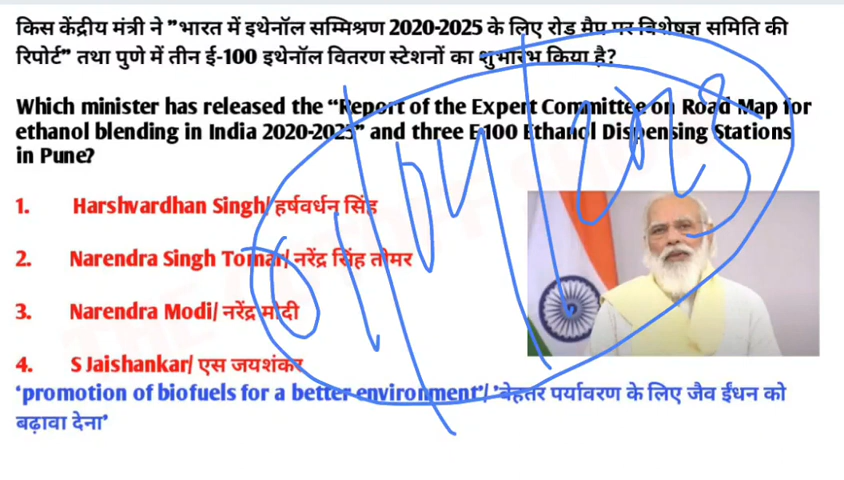 किस केंद्रीय मंत्री ने "भारत में इथेनॉल सम्मिश्रण 2020-2025 के लिए रोड मैप पर विशेषज्ञ समिति की
रिपोर्ट" तथा पुणे में तीन ई-100 इथेनॉल वितरण स्टेशनों का शुभारंभ किया है?
Which minister has released the “Report of the Expert Committee on Road Map for
ethanol blending in India 2020-2025” and three E100 Ethanol Dispensing Stations
in Pune?
1. Harshvardhan Singh/ हर्षवर्धन सिंह
2. Narendra Singh Tomar/ नरेंद्र सिंह तोमर
3. Narendra Modi/ नरेंद्र मोदी
4. S Jaishankar/ एस जयशंकर
‘promotion of biofuels for a better environment’/ ’बेहतर पर्यावरण के लिए जैव ईंधन को
बढ़ावा देना’